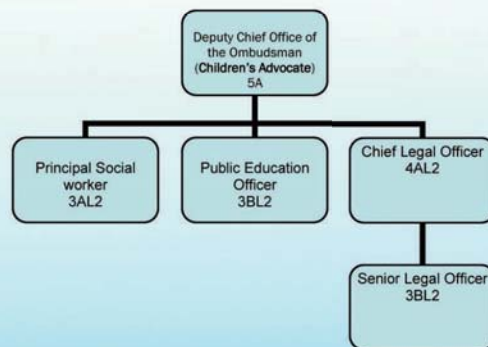 Deputy Chief Office of
the Ombudsman
(Children's Advocate)
5A
Principal Social
worker
3AL2
Public Education
Officer
3BL2
Chief Legal Officer
4AL2
Senior Legal Officer
3BL2